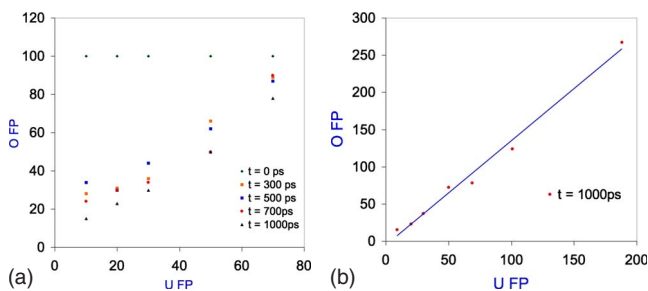 120
100
80
60
40
20
0
O FP
0 20 40 60 80
U FP
t = 0 ps
t = 300 ps
t = 500 ps
t = 700ps
t = 1000ps
(a)
300
250
200
150
100
50
0
O FP
0 50 100 150 200
U FP
t = 1000ps
(b)